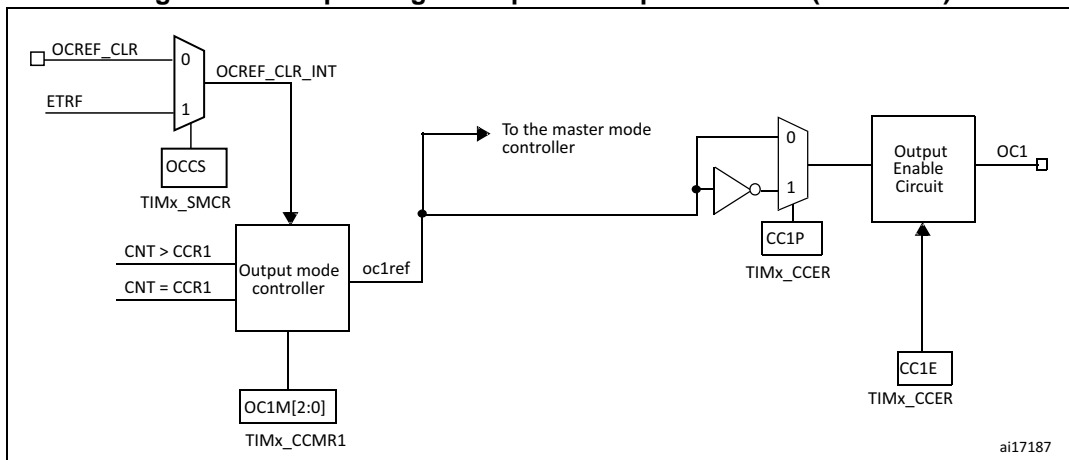 OCREF_CLR
0
OCREF_CLR_INT
ETRF
1
OCCS
TIMx_SMCR
CNT > CCR1
CNT = CCR1
Output mode
controller
oc1ref
OC1M[2:0]
TIMx_CCMR1
To the master mode
controller
0
1
CC1P
TIMx_CCER
Output
Enable
Circuit
OC1
CC1E
TIMx_CCER
ai17187